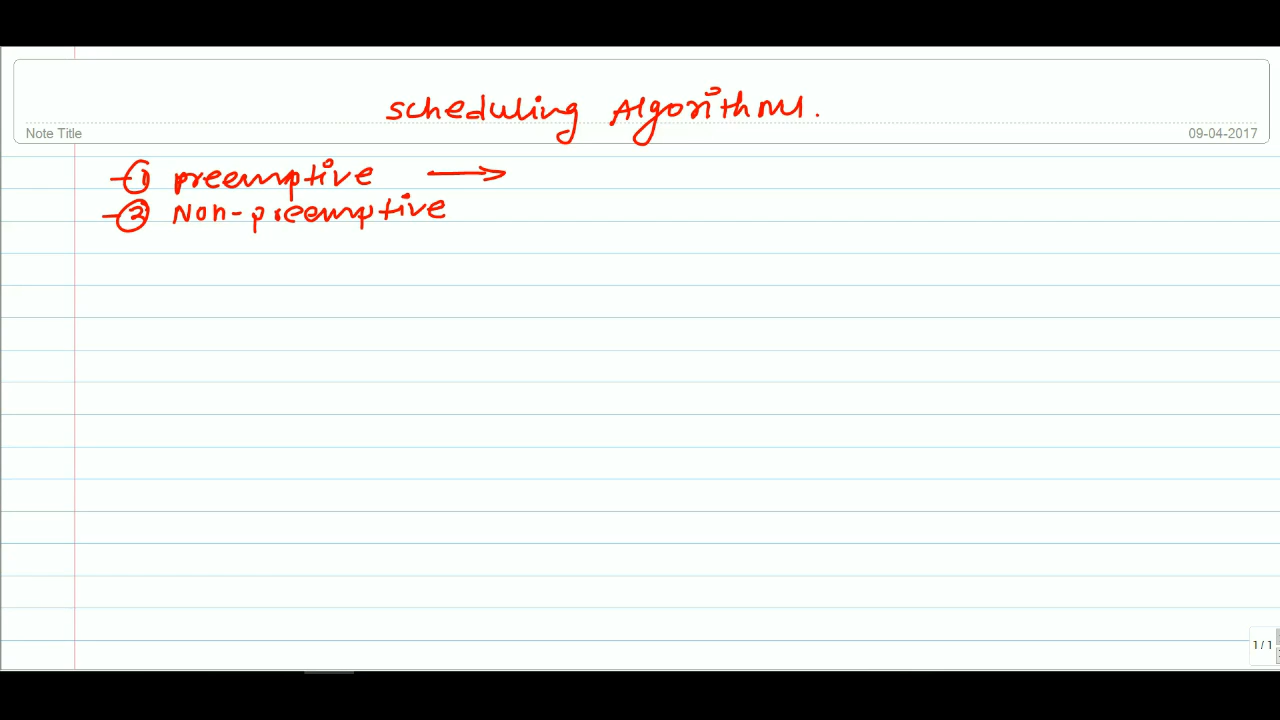 scheduling Algorithms.
Note Title
09-04-2017
① preemptive →
② Non-preemptive
1 / 1